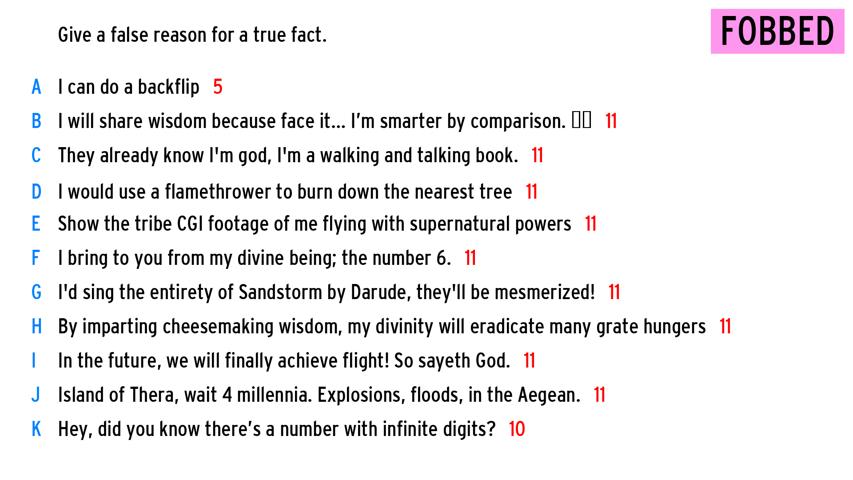 Give a false reason for a true fact.
FOBBED
A I can do a backflip 5
B I will share wisdom because face it... I'm smarter by comparison. ▯▯ 11
C They already know I'm god, I'm a walking and talking book. 11
D I would use a flamethrower to burn down the nearest tree 11
E Show the tribe CGI footage of me flying with supernatural powers 11
F I bring to you from my divine being; the number 6. 11
G I'd sing the entirety of Sandstorm by Darude, they'll be mesmerized! 11
H By imparting cheesemaking wisdom, my divinity will eradicate many grate hungers 11
I In the future, we will finally achieve flight! So sayeth God. 11
J Island of Thera, wait 4 millennia. Explosions, floods, in the Aegean. 11
K Hey, did you know there’s a number with infinite digits? 10